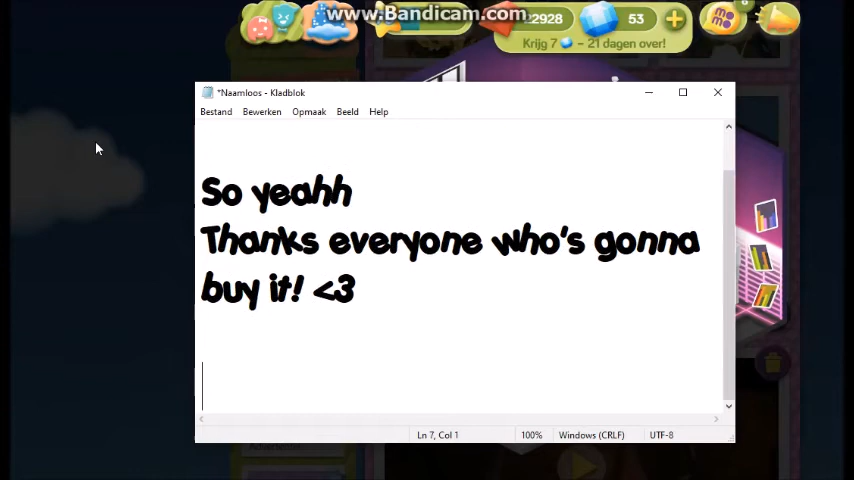 www.Bandicam.com
22928
53
Krijg 7 – 21 dagen over!
*Naamloos - Kladblok
Bestand Bewerken Opmaak Beeld Help
So yeahh
Thanks everyone who's gonna
buy it! <3
Ln 7, Col 1 100% Windows (CRLF) UTF-8